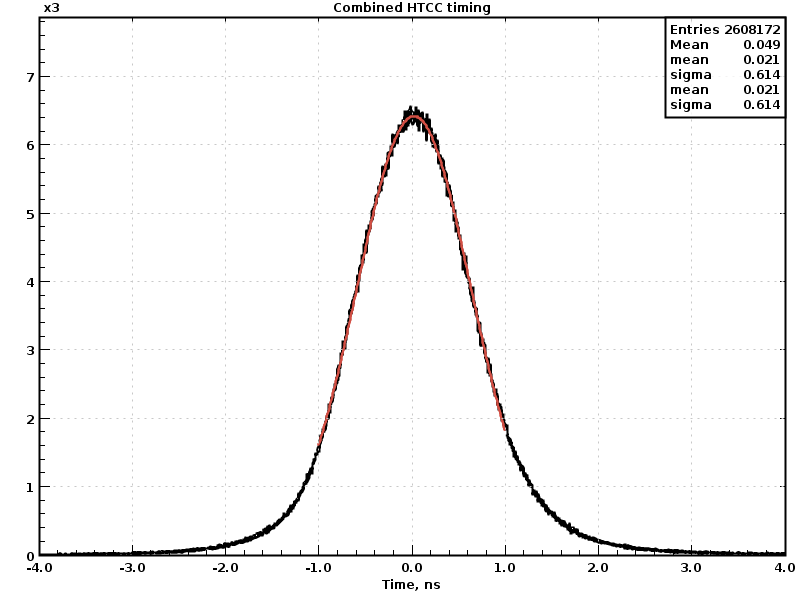 x3
Combined HTCC timing
Entries 2608172
Mean 0.049
mean 0.021
sigma 0.614
mean 0.021
sigma 0.614
7
6
5
4
3
2
1
0
-4.0 -3.0 -2.0 -1.0 0.0 1.0 2.0 3.0 4.0
Time, ns